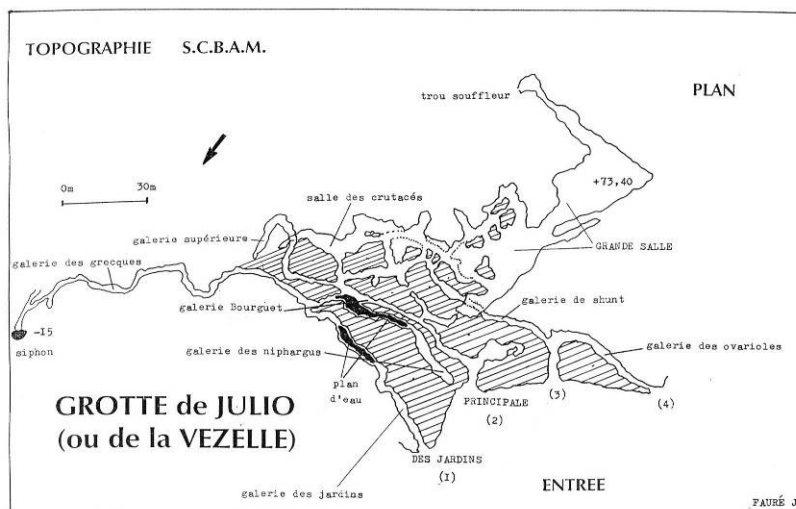 TOPOGRAPHIE S.C.B.A.M.
PLAN
trou souffleur
+73,40
0m 30m
salle des crutacés
galerie supérieure
GRANDE SALLE
galerie des grecques
galerie de shunt
galerie Bourguet
-15
siphon
galerie des niphargus
galerie des ovarioles
plan
d'eau
GROTTE de JULIO
(ou de la VEZELLE)
PRINCIPALE
(2)
(3)
(4)
DES JARDINS
(1)
galerie des jardins
ENTREE
FAURÉ J